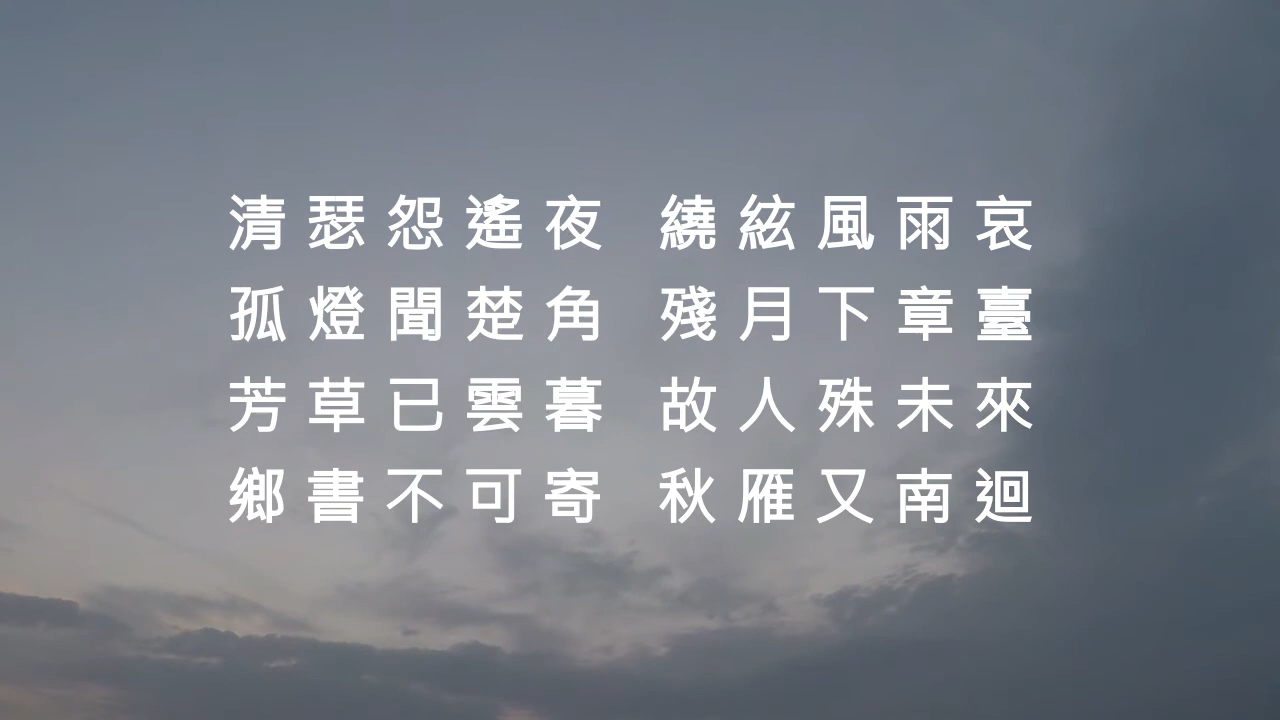 清瑟怨遙夜 繞絃風雨哀
孤燈聞楚角 殘月下章臺
芳草已雲暮 故人殊未來
鄉書不可寄 秋雁又南迴